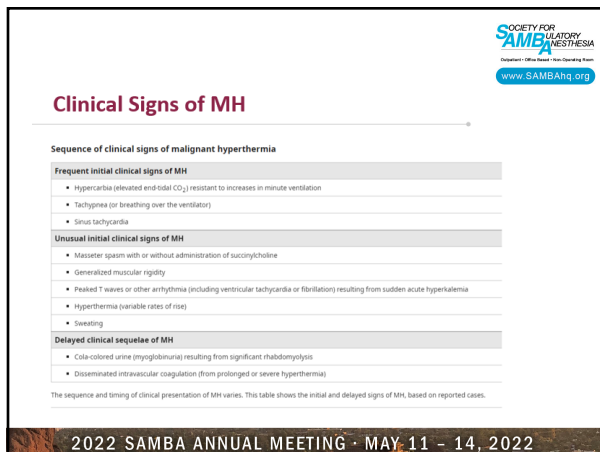 SOCIETY FOR
AMBULATORY
ANESTHESIA
Outpatient • Office Based • Non-Operating Room
www.SAMBAhq.org
Clinical Signs of MH
Sequence of clinical signs of malignant hyperthermia
Frequent initial clinical signs of MH
▪ Hypercarbia (elevated end-tidal CO2) resistant to increases in minute ventilation
▪ Tachypnea (or breathing over the ventilator)
▪ Sinus tachycardia
Unusual initial clinical signs of MH
▪ Masseter spasm with or without administration of succinylcholine
▪ Generalized muscular rigidity
▪ Peaked T waves or other arrhythmia (including ventricular tachycardia or fibrillation) resulting from sudden acute hyperkalemia
▪ Hyperthermia (variable rates of rise)
▪ Sweating
Delayed clinical sequelae of MH
▪ Cola-colored urine (myoglobinuria) resulting from significant rhabdomyolysis
▪ Disseminated intravascular coagulation (from prolonged or severe hyperthermia)
The sequence and timing of clinical presentation of MH varies. This table shows the initial and delayed signs of MH, based on reported cases.
2022 SAMBA ANNUAL MEETING · MAY 11 – 14, 2022